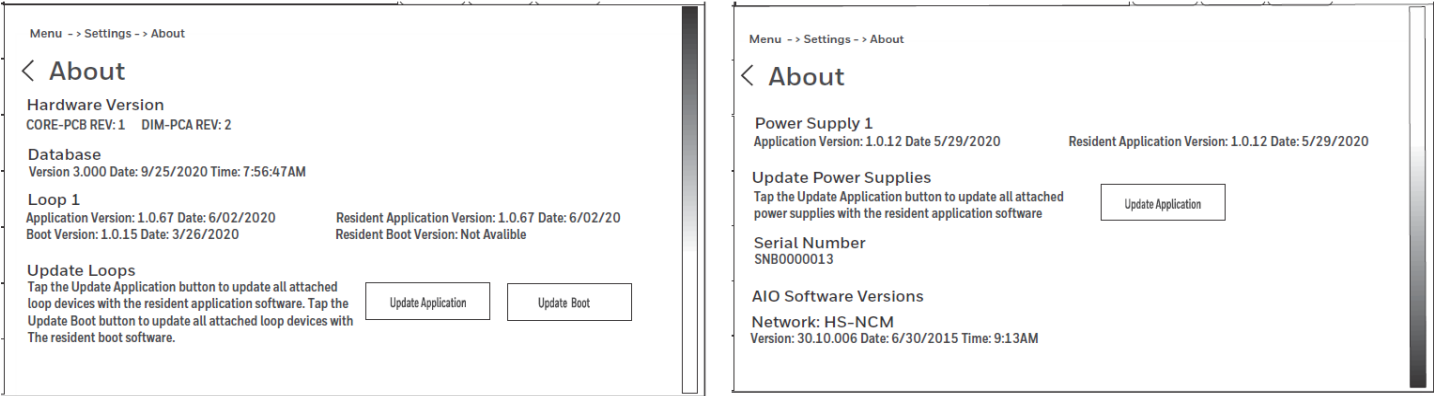 Menu - > Settings - > About
About
Hardware Version
CORE-PCB REV: 1 DIM-PCA REV: 2
Database
Version 3.000 Date: 9/25/2020 Time: 7:56:47AM
Loop 1
Application Version: 1.0.67 Date: 6/02/2020 Resident Application Version: 1.0.67 Date: 6/02/20
Boot Version: 1.0.15 Date: 3/26/2020 Resident Boot Version: Not Avalible
Update Loops
Tap the Update Application button to update all attached
loop devices with the resident application software. Tap the
Update Boot button to update all attached loop devices with
The resident boot software.
Update Application
Update Boot
Menu - > Settings - > About
About
Power Supply 1
Application Version: 1.0.12 Date 5/29/2020 Resident Application Version: 1.0.12 Date: 5/29/2020
Update Power Supplies
Tap the Update Application button to update all attached
power supplies with the resident application software
Update Application
Serial Number
SNB0000013
AIO Software Versions
Network: HS-NCM
Version: 30.10.006 Date: 6/30/2015 Time: 9:13AM